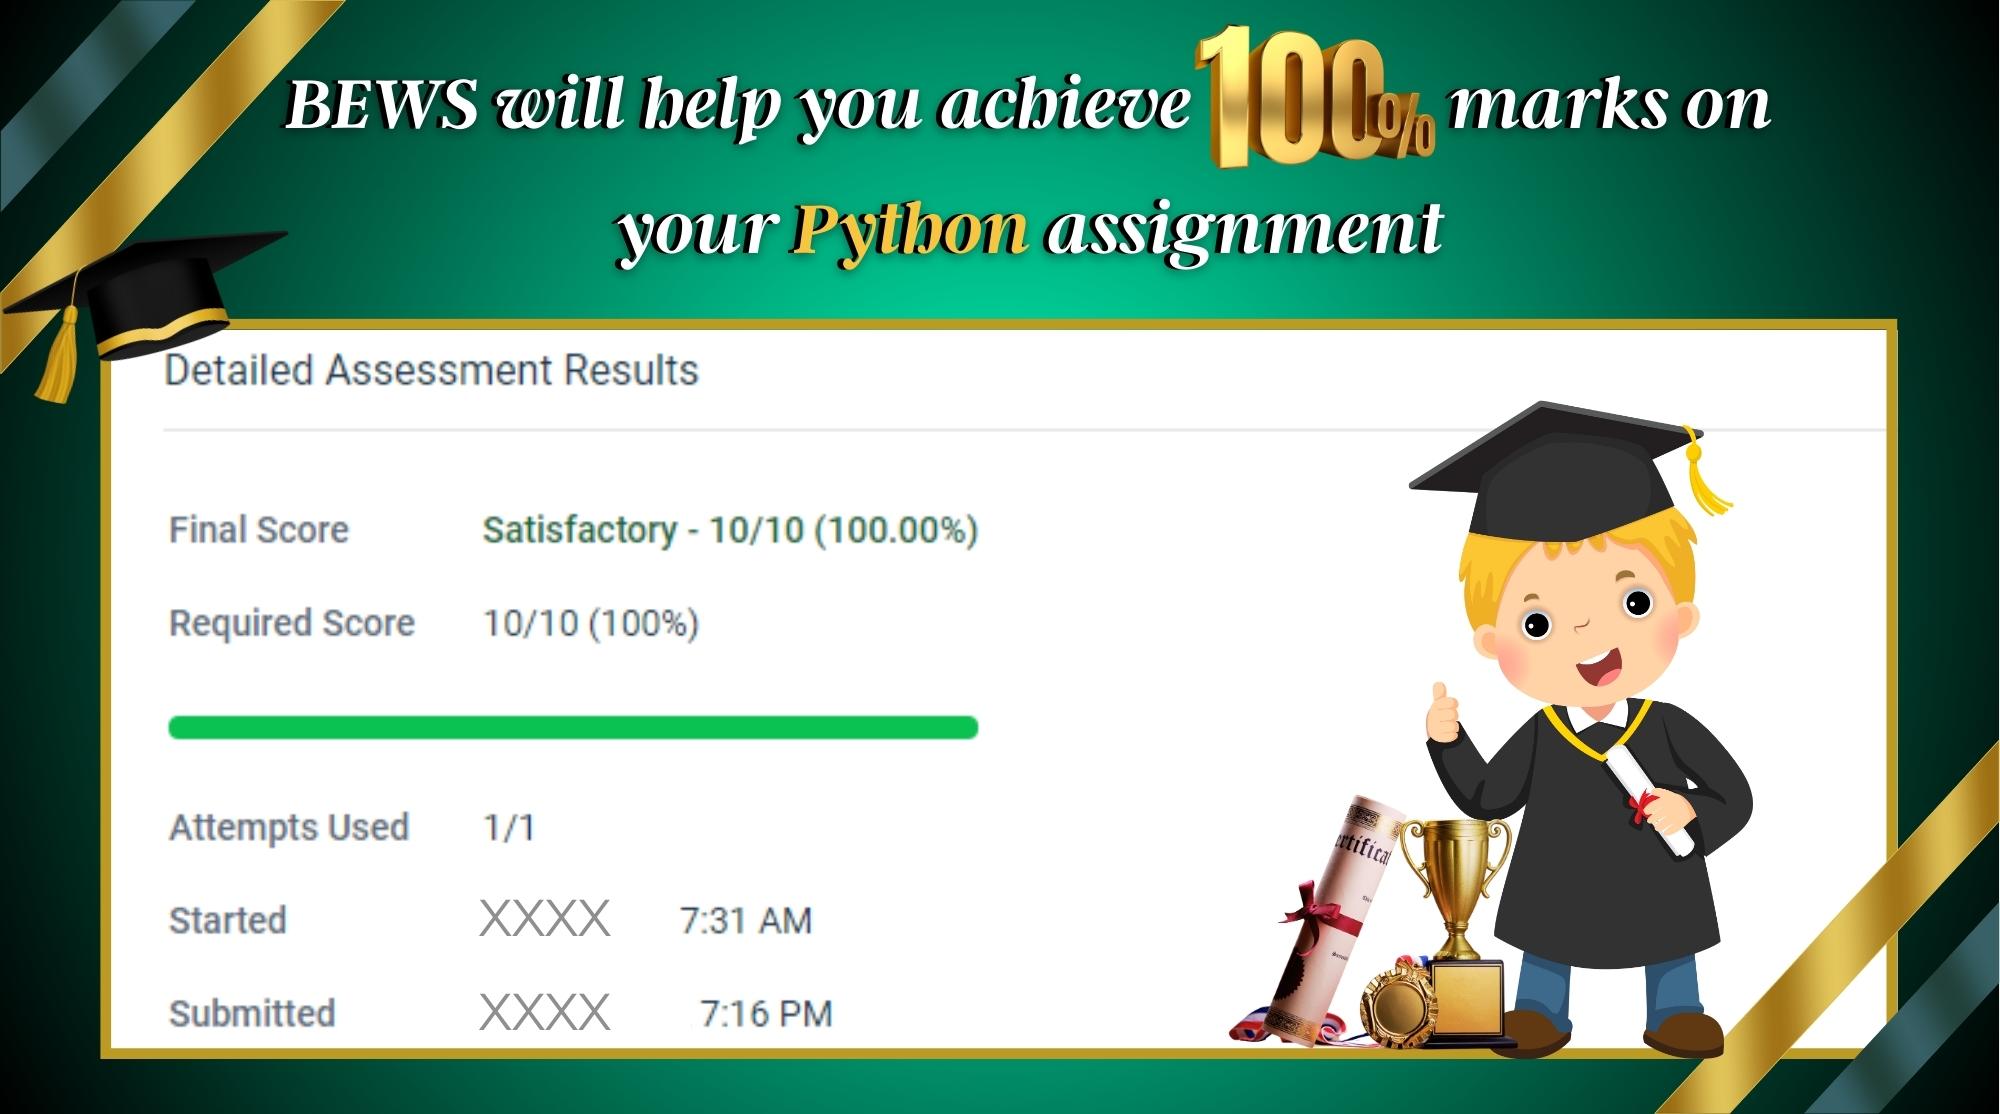 BEWS will help you achieve 100% marks on
your Python assignment
Detailed Assessment Results
Final Score Satisfactory - 10/10 (100.00%)
Required Score 10/10 (100%)
Attempts Used 1/1
Started XXXX 7:31 AM
Submitted XXXX 7:16 PM